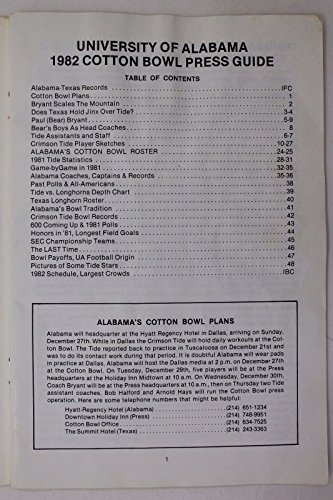 UNIVERSITY OF ALABAMA
1982 COTTON BOWL PRESS GUIDE
TABLE OF CONTENTS
Alabama-Texas Records IFC
Cotton Bowl Plans 1
Bryant Scales The Mountain 2
Does Texas Hold Jinx Over Tide? 3-4
Paul (Bear) Bryant 5-9
Bear's Boys As Head Coaches 8
Tide Assistants and Staff 6-7
Crimson Tide Player Sketches 10-27
ALABAMA'S COTTON BOWL ROSTER 24-25
1981 Tide Statistics 28-31
Game-by-Game in 1981 32-35
Alabama Coaches, Captains & Records 35-36
Past Polls & All-Americans 38
Tide vs. Longhorns Depth Chart 39
Texas Longhorn Roster 40
Alabama's Bowl Tradition 41
Crimson Tide Bowl Records 42
600 Coming Up & 1981 Polls 43
Honors in '81, Longest Field Goals 44
SEC Championship Teams 45
The LAST Time 46
Bowl Payoffs, UA Football Origin 47
Pictures of Some Tide Stars 48
1982 Schedule, Largest Crowds IBC
ALABAMA'S COTTON BOWL PLANS
Alabama will headquarter at the Hyatt Regency Hotel in Dallas, arriving on Sunday,
December 27th. While in Dallas the Crimson Tide will hold daily workouts at the Cot-
ton Bowl. The Tide reported back to practice in Tuscaloosa on December 21st and
was to do its contact work during that period. It is doubtful Alabama will wear pads
in practice at Dallas. Alabama will host the Dallas media at 2 p.m. on December 27th
at the Cotton Bowl. On Tuesday, December 29th, five players will be at the Press
headquarters at the Holiday Inn Midtown at 10 a.m. On Wednesday, December 30th,
Coach Bryant will be at the Press headquarters at 10 a.m., then on Thursday two Tide
assistant coaches. Bob Halford and Arnold Hays will run the Cotton Bowl press
operation. Here are some telephone numbers that might be helpful:
Hyatt-Regency Hotel (Alabama) (214) 651-1234
Downtown Holiday Inn (Press) (214) 748-9951
Cotton Bowl Office (214) 634-7525
The Summit Hotel (Texas) (214) 243-3363
1